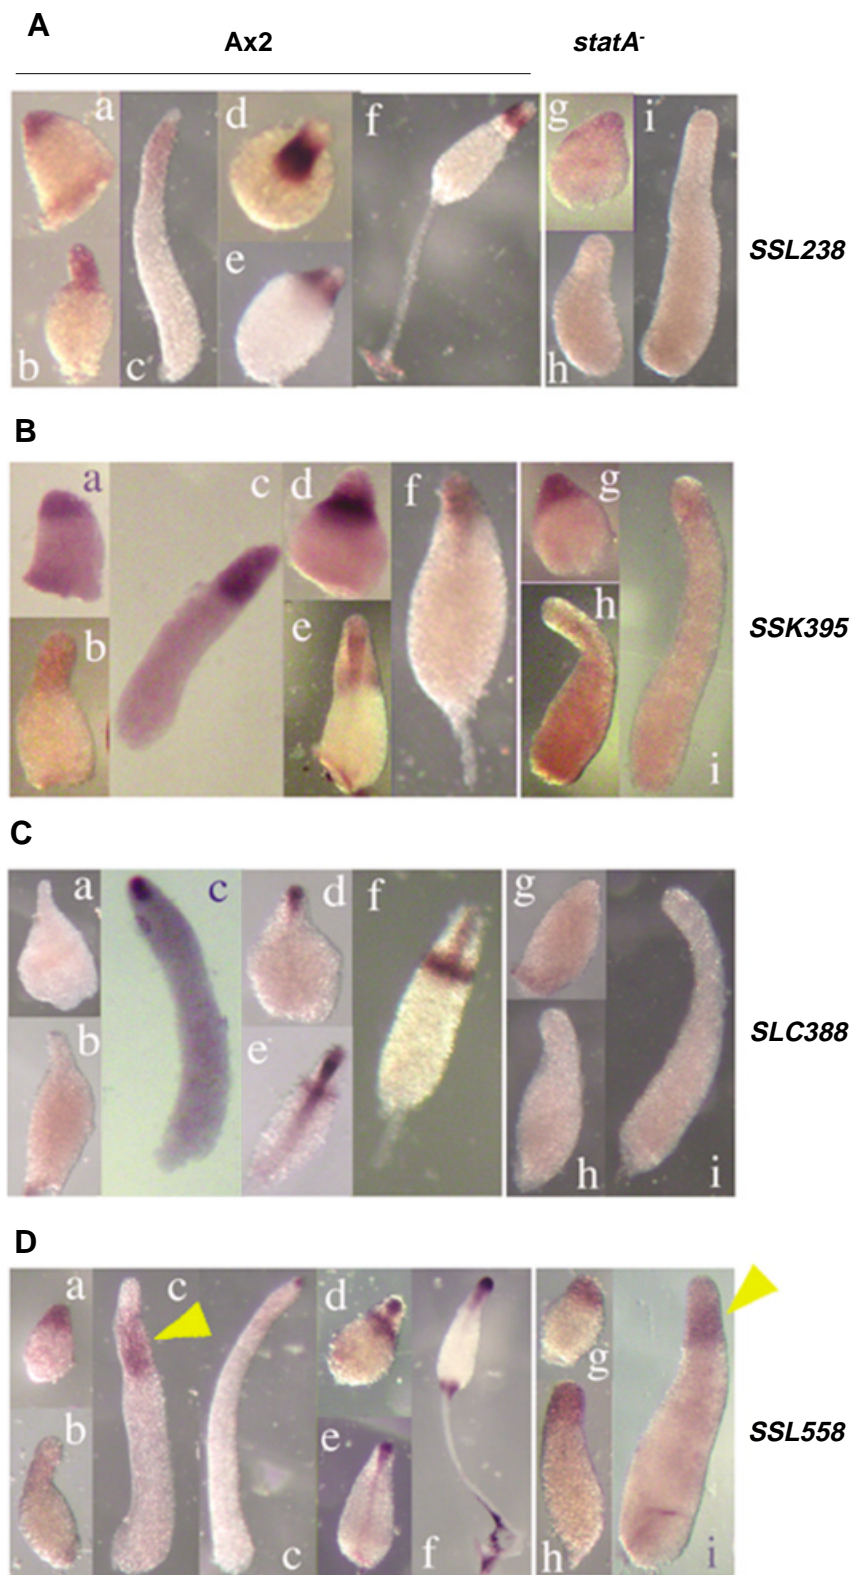 A
Ax2 statA-
a d f g i
e
b c h
SSL238
B
a c d f g
b e h
i
SSK395
C
a c d f g
b e
h i
SLC388
D
a c d
g
b e
c f h i
SSL558